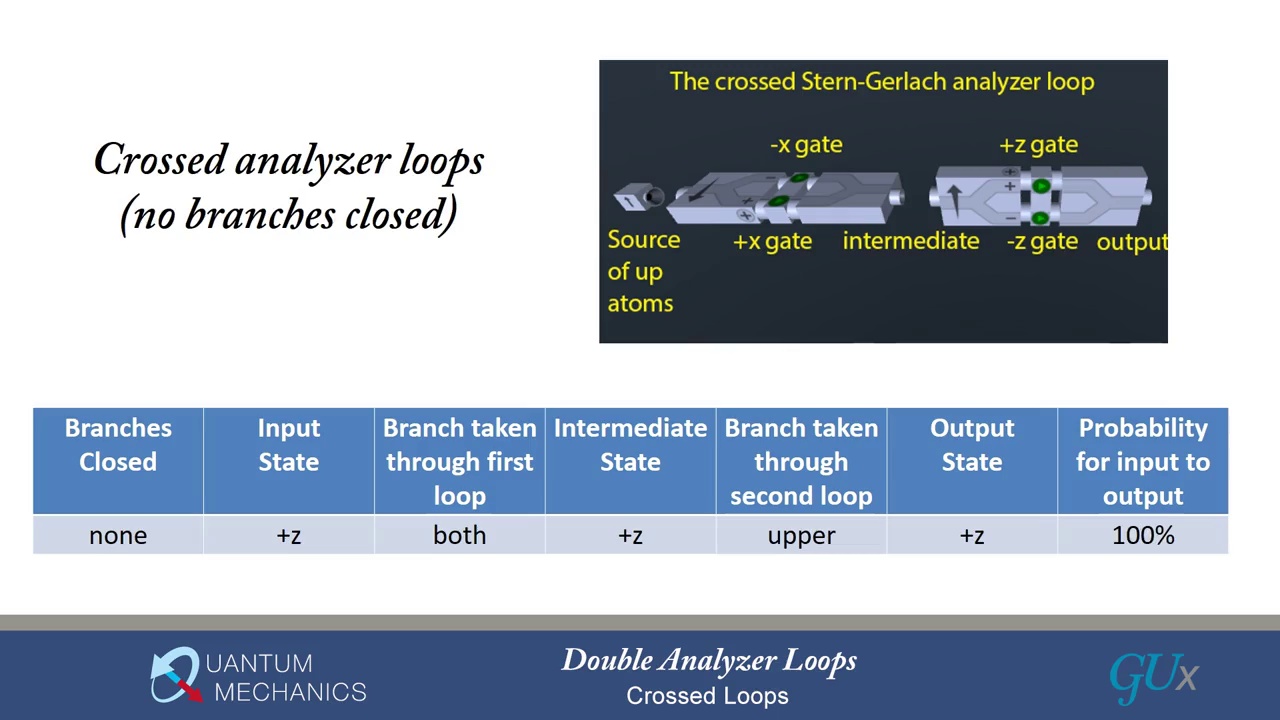 Crossed analyzer loops
(no branches closed)
The crossed Stern-Gerlach analyzer loop
-x gate
+z gate
Source
of up
atoms
+x gate
intermediate
-z gate
output
Branches
Closed
Input
State
Branch taken
through first
loop
Intermediate
State
Branch taken
through
second loop
Output
State
Probability
for input to
output
none
+z
both
+z
upper
+z
100%
QUANTUM
MECHANICS
Double Analyzer Loops
Crossed Loops
GUx